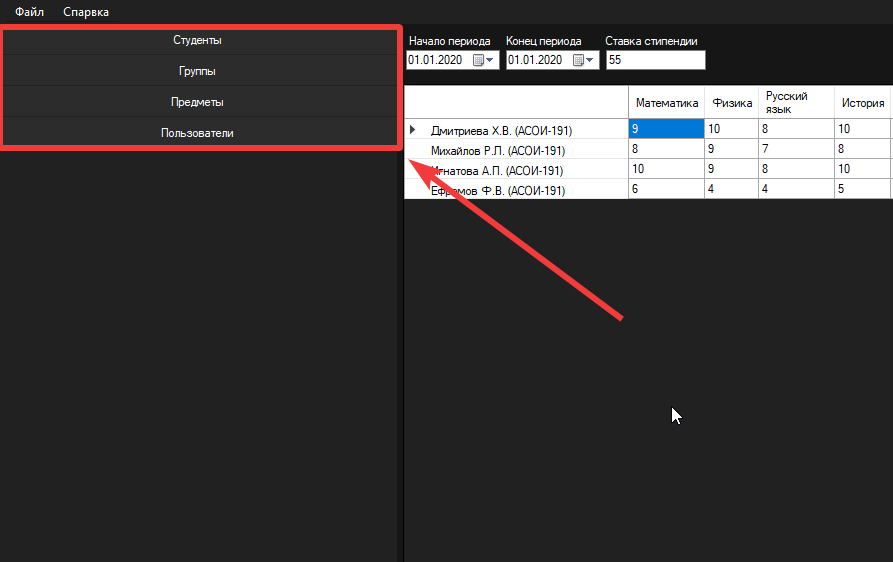 Файл Спарвка
Студенты
Группы
Предметы
Пользователи
Начало периода Конец периода Ставка стипендии
01.01.2020 01.01.2020 55
Математика Физика Русский язык История
Дмитриева Х.В. (АСОИ-191) 9 10 8 10
Михайлов Р.П. (АСОИ-191) 8 9 7 8
Игнатова А.П. (АСОИ-191) 10 9 8 10
Ефремов Ф.В. (АСОИ-191) 6 4 4 5